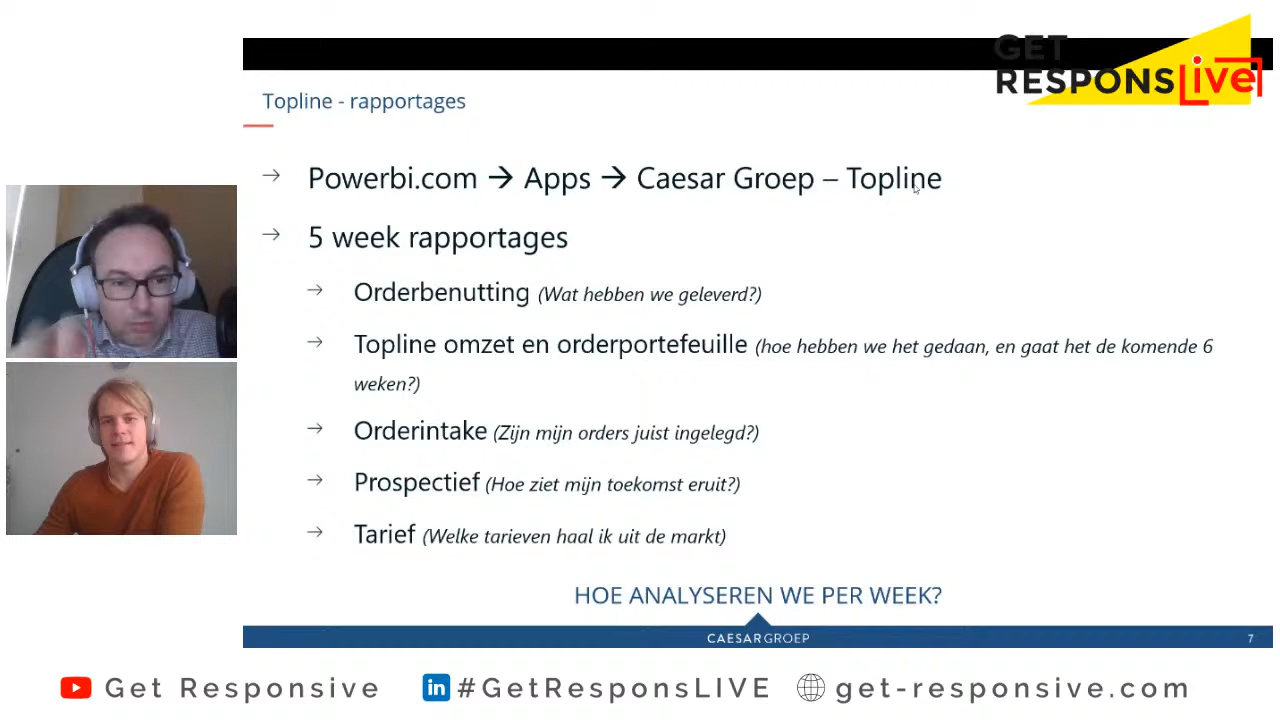 GET
RESPONSLive
Topline - rapportages
→ Powerbi.com → Apps → Caesar Groep – Topline
→ 5 week rapportages
→ Orderbenutting (Wat hebben we geleverd?)
→ Topline omzet en orderportefeuille (hoe hebben we het gedaan, en gaat het de komende 6
weken?)
→ Orderintake (Zijn mijn orders juist ingelegd?)
→ Prospectief (Hoe ziet mijn toekomst eruit?)
→ Tarief (Welke tarieven haal ik uit de markt)
HOE ANALYSEREN WE PER WEEK?
CAESARGROEP 7
Get Responsive in #GetResponsLIVE get-responsive.com